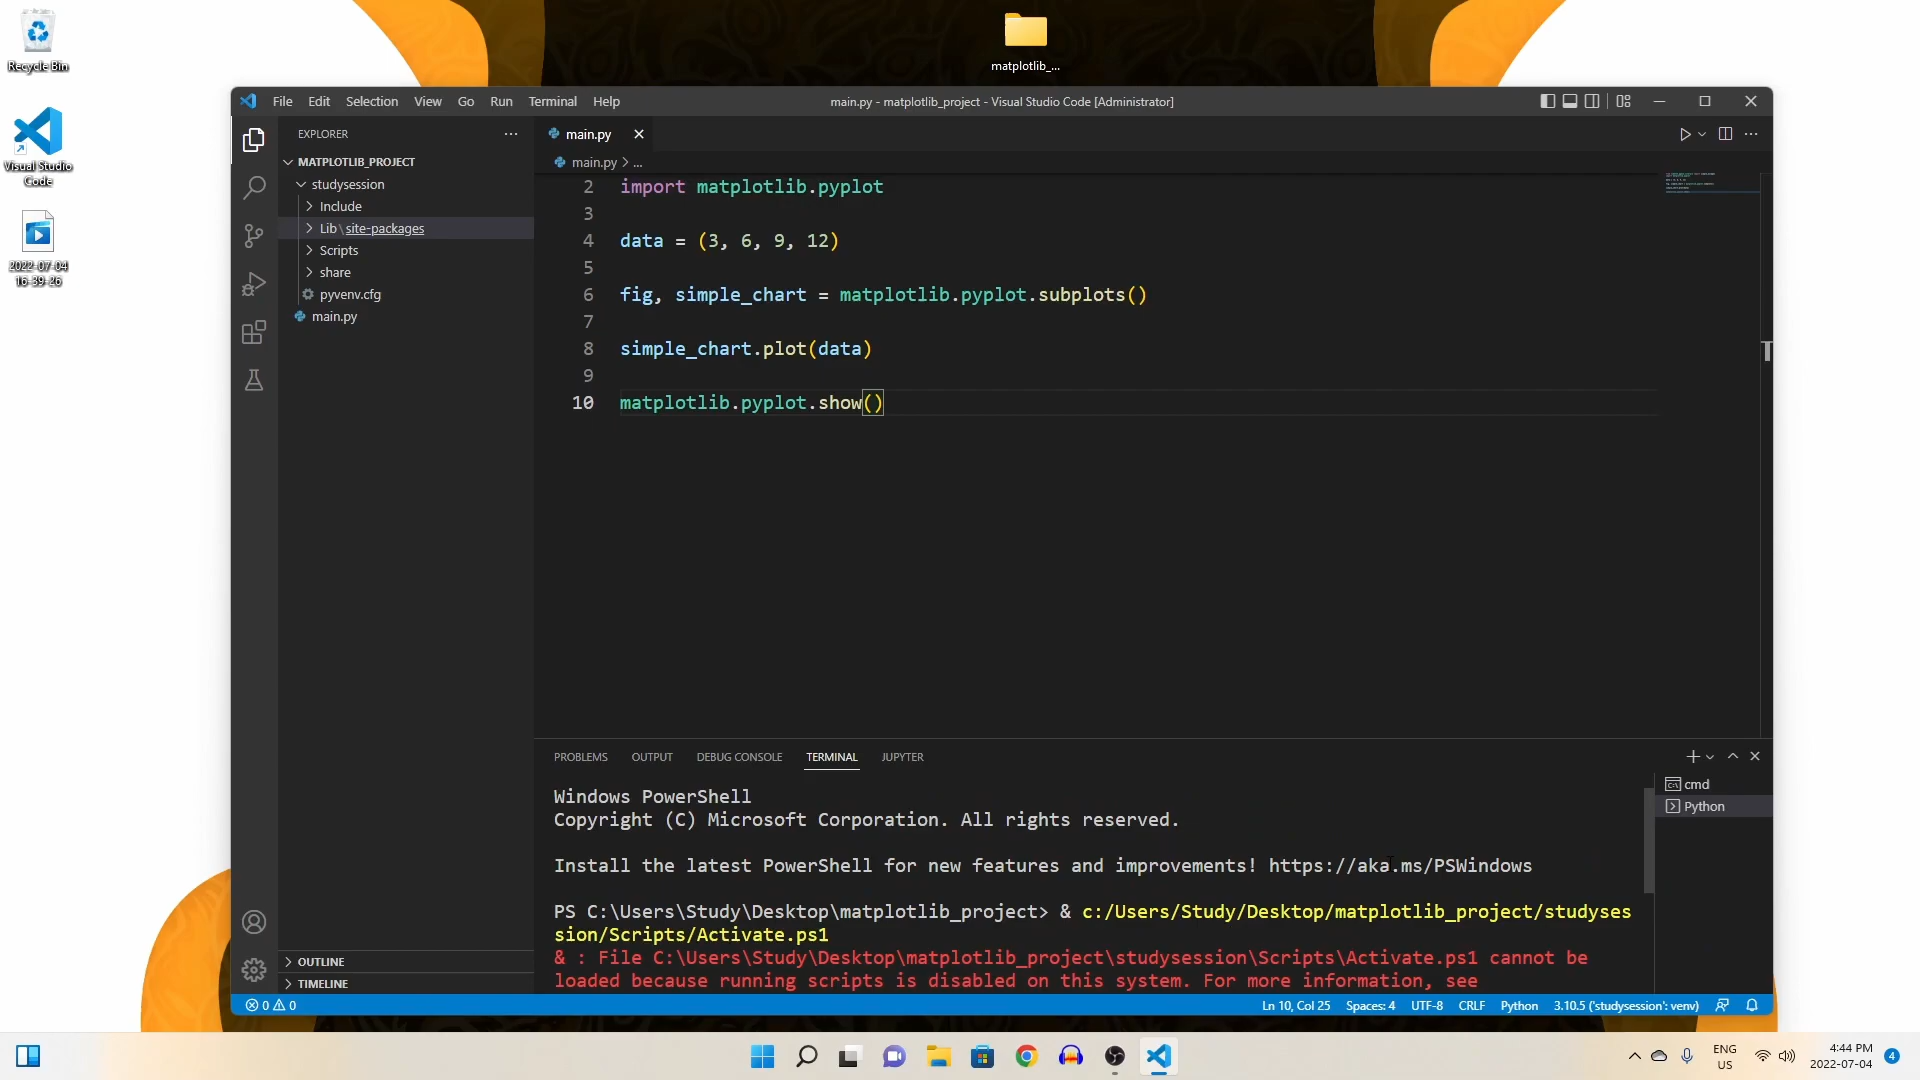 Recycle Bin
Visual Studio
Code
2022-07-04
16-39-26
matplotlib_...
File Edit Selection View Go Run Terminal Help
main.py - matplotlib_project - Visual Studio Code [Administrator]
EXPLORER
MATPLOTLIB_PROJECT
studysession
Include
Lib\site-packages
Scripts
share
pyvenv.cfg
main.py
OUTLINE
TIMELINE
main.py
main.py > ...
2 import matplotlib.pyplot
3
4 data = (3, 6, 9, 12)
5
6 fig, simple_chart = matplotlib.pyplot.subplots()
7
8 simple_chart.plot(data)
9
10 matplotlib.pyplot.show()
PROBLEMS OUTPUT DEBUG CONSOLE TERMINAL JUPYTER
Windows PowerShell
Copyright (C) Microsoft Corporation. All rights reserved.
Install the latest PowerShell for new features and improvements! https://aka.ms/PSWindows
PS C:\Users\Study\Desktop\matplotlib_project> & c:/Users/Study/Desktop/matplotlib_project/studyses
sion/Scripts/Activate.ps1
& : File C:\Users\Study\Desktop\matplotlib_project\studysession\Scripts\Activate.ps1 cannot be
loaded because running scripts is disabled on this system. For more information, see
cmd
Python
0 0
Ln 10, Col 25 Spaces: 4 UTF-8 CRLF Python 3.10.5 ('studysession': venv)
ENG
US
4:44 PM
2022-07-04
4